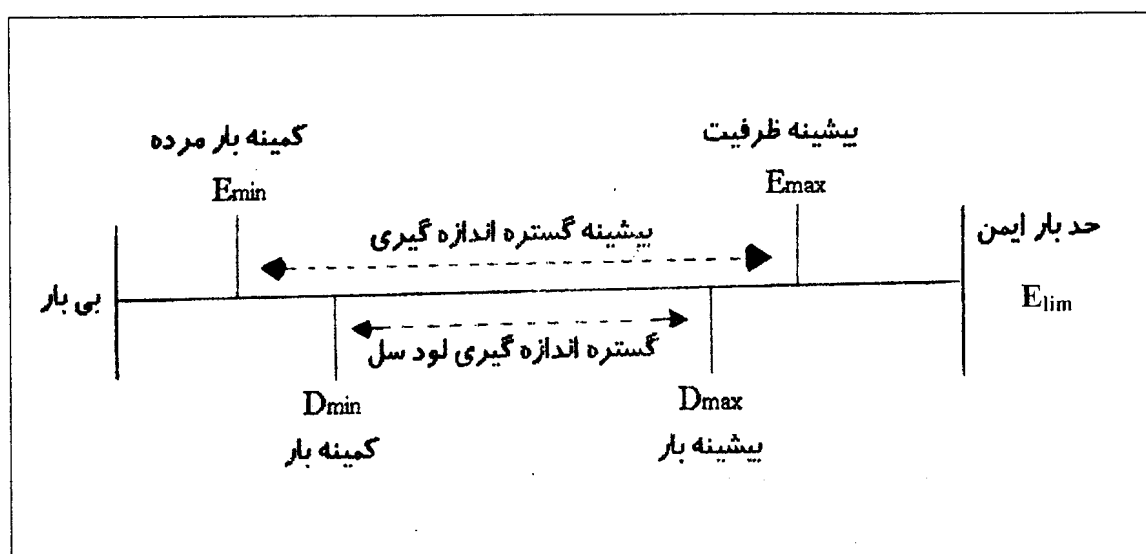 کمینه بار مرده
Emin
بیشینه ظرفیت
Emax
حد بار ایمن
Elim
بیشینه گستره اندازه گیری
بی بار
گستره اندازه گیری لود سل
Dmin
کمینه بار
Dmax
بیشینه بار